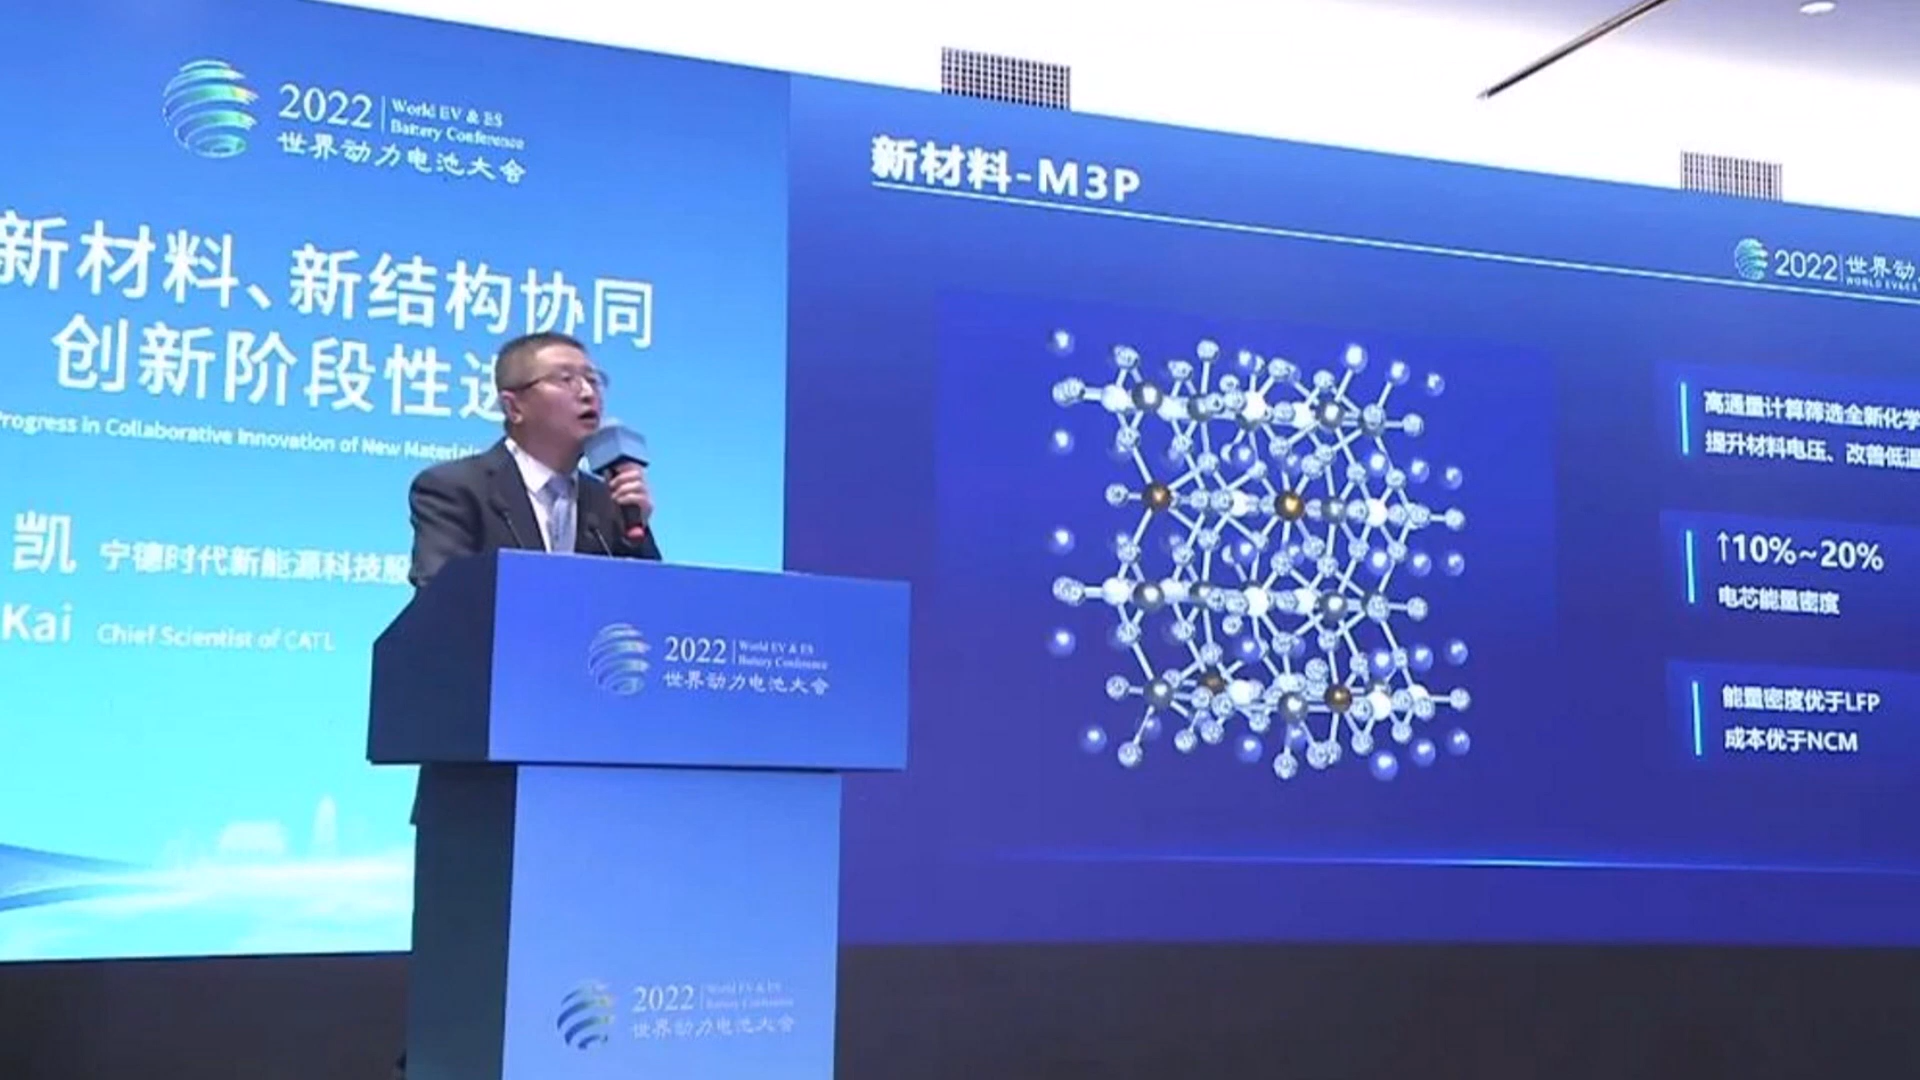 2022
World EV & ES
Battery Conference
世界动力电池大会
新材料、新结构协同
创新阶段性进
Progress in Collaborative Innovation of New Materials
凯 宁德时代新能源科技股
Kai Chief Scientist of CATL
新材料-M3P
2022 世界动
高通量计算筛选全新化学
提升材料电压、改善低温
↑10%~20%
电芯能量密度
能量密度优于LFP
成本优于NCM
2022
World EV & ES
Battery Conference
世界动力电池大会
2022
World EV & ES
Battery Conference
世界动力电池大会